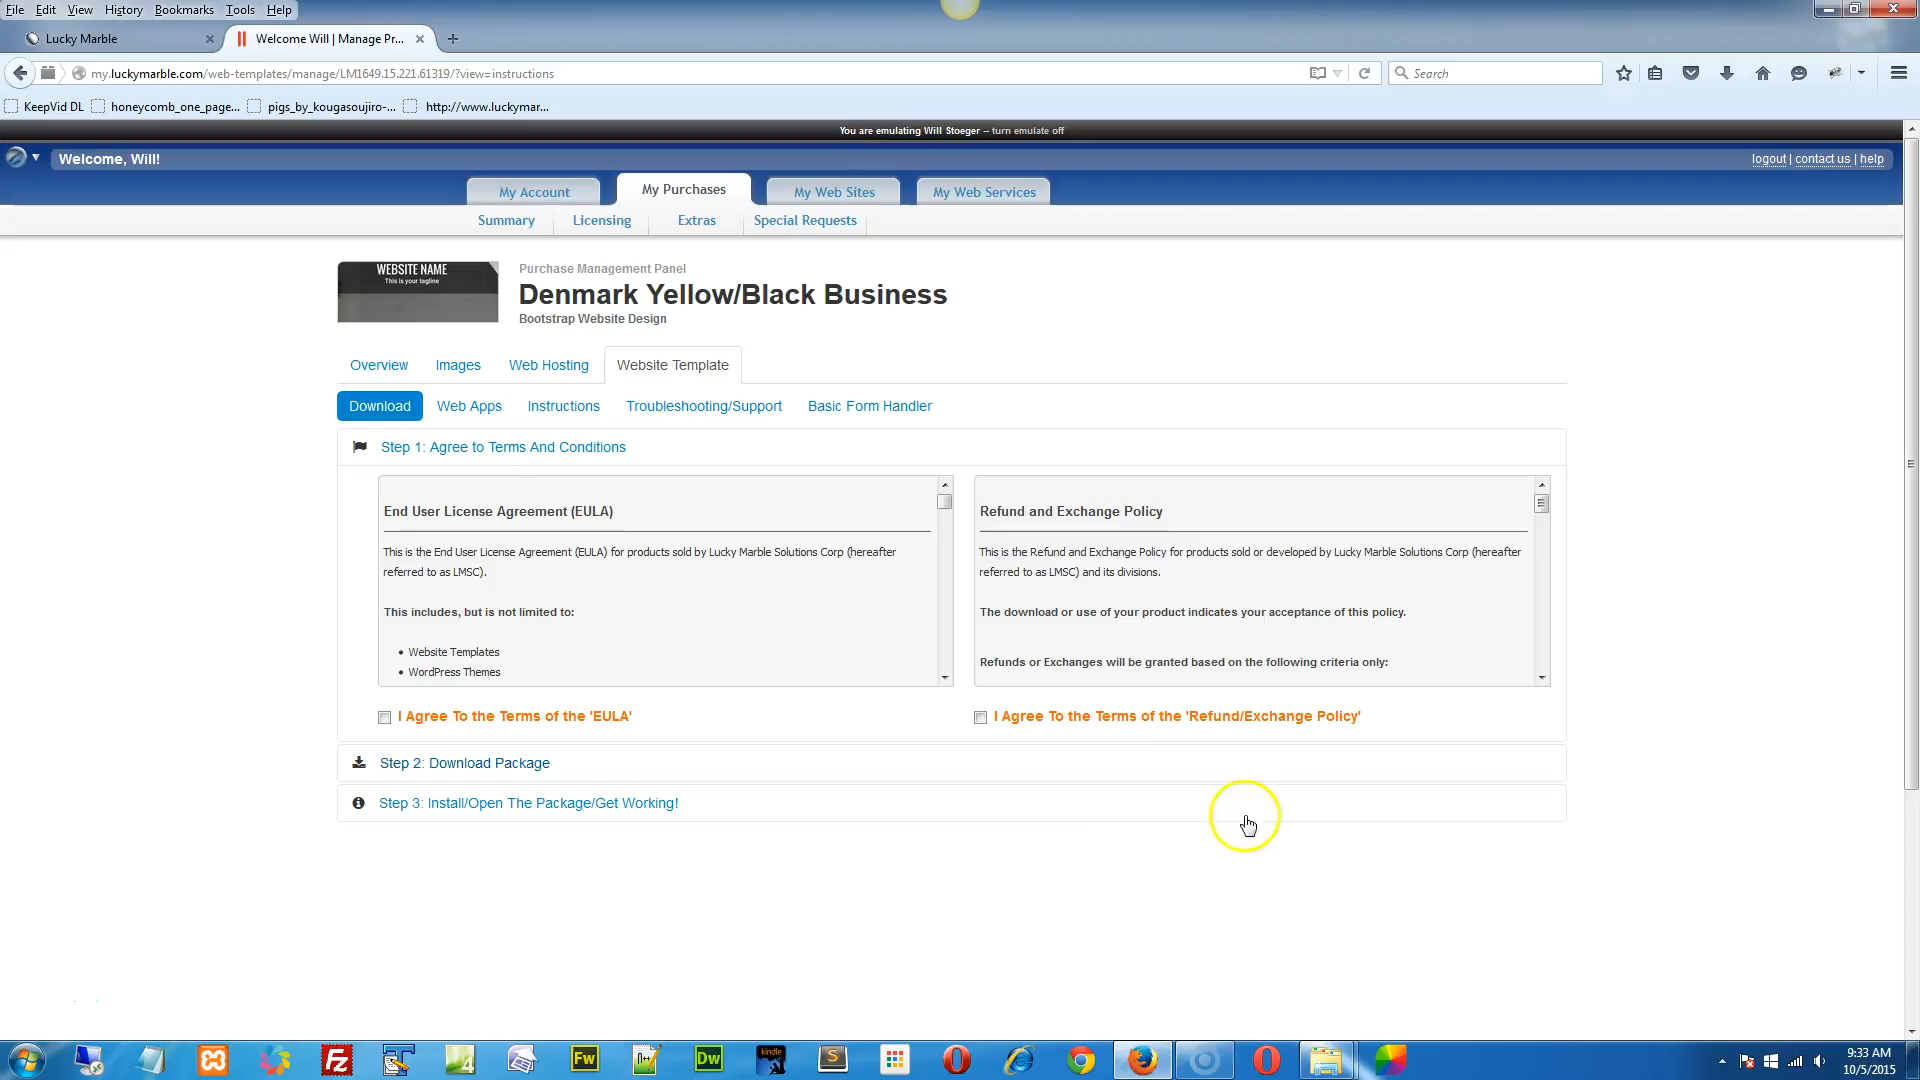 File Edit View History Bookmarks Tools Help
Lucky Marble
Welcome Will | Manage Pr...
my.luckymarble.com/web-templates/manage/LM1649.15.221.61319/?view=instructions
Search
KeepVid DL honeycomb_one_page... pigs_by_kougasoujiro-... http://www.luckymar...
You are emulating Will Stoeger -- turn emulate off
Welcome, Will!
logout | contact us | help
My Account My Purchases My Web Sites My Web Services
Summary Licensing Extras Special Requests
WEBSITE NAME
This is your tagline
Purchase Management Panel
Denmark Yellow/Black Business
Bootstrap Website Design
Overview Images Web Hosting Website Template
Download Web Apps Instructions Troubleshooting/Support Basic Form Handler
Step 1: Agree to Terms And Conditions
End User License Agreement (EULA)
This is the End User License Agreement (EULA) for products sold by Lucky Marble Solutions Corp (hereafter
referred to as LMSC).
This includes, but is not limited to:
• Website Templates
• WordPress Themes
Refund and Exchange Policy
This is the Refund and Exchange Policy for products sold or developed by Lucky Marble Solutions Corp (hereafter
referred to as LMSC) and its divisions.
The download or use of your product indicates your acceptance of this policy.
Refunds or Exchanges will be granted based on the following criteria only:
I Agree To the Terms of the 'EULA'
I Agree To the Terms of the 'Refund/Exchange Policy'
Step 2: Download Package
Step 3: Install/Open The Package/Get Working!
Fz
4
Fw
Dw
kindle
S
9:33 AM
10/5/2015